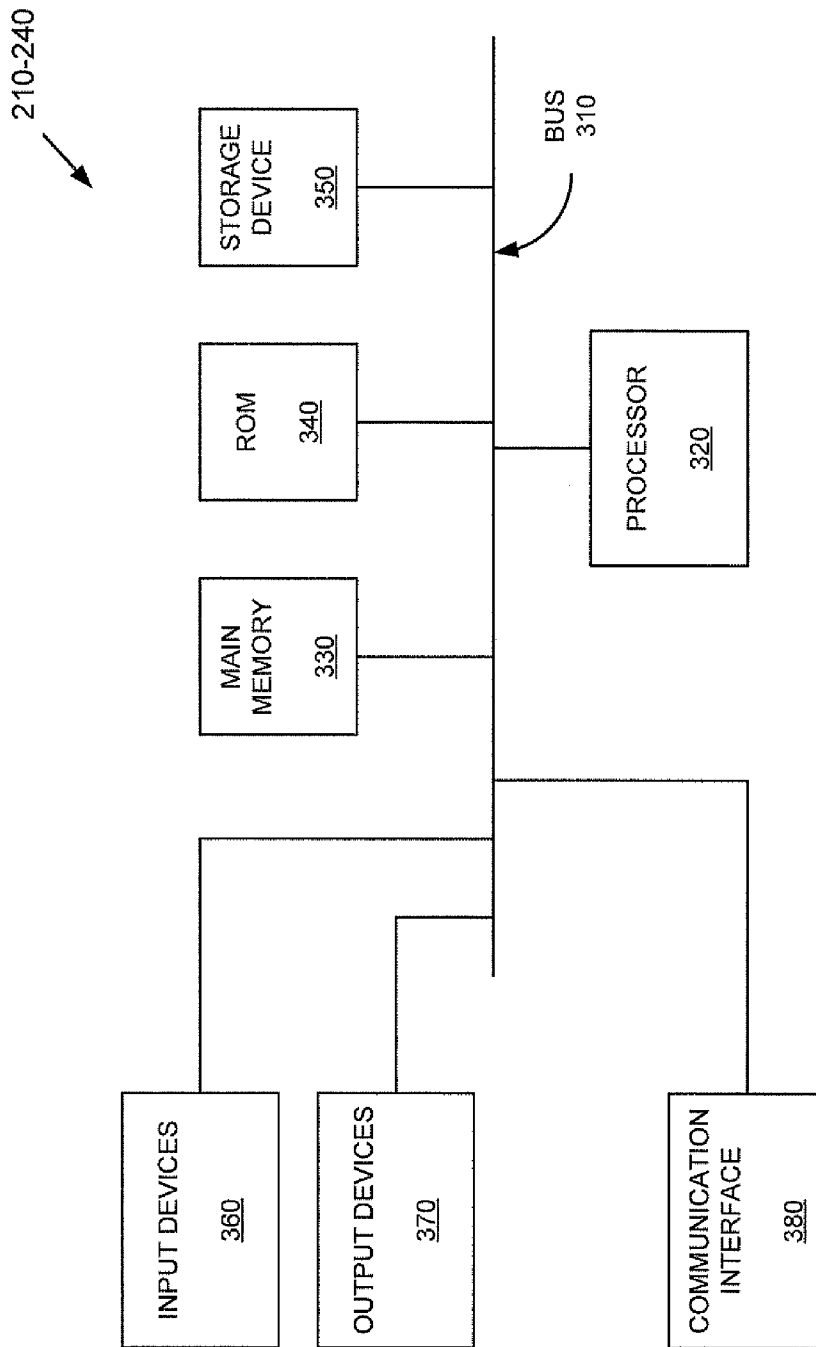 210-240
INPUT DEVICES
360
OUTPUT DEVICES
370
COMMUNICATION
INTERFACE
380
MAIN
MEMORY
330
ROM
340
STORAGE
DEVICE
350
BUS
310
PROCESSOR
320